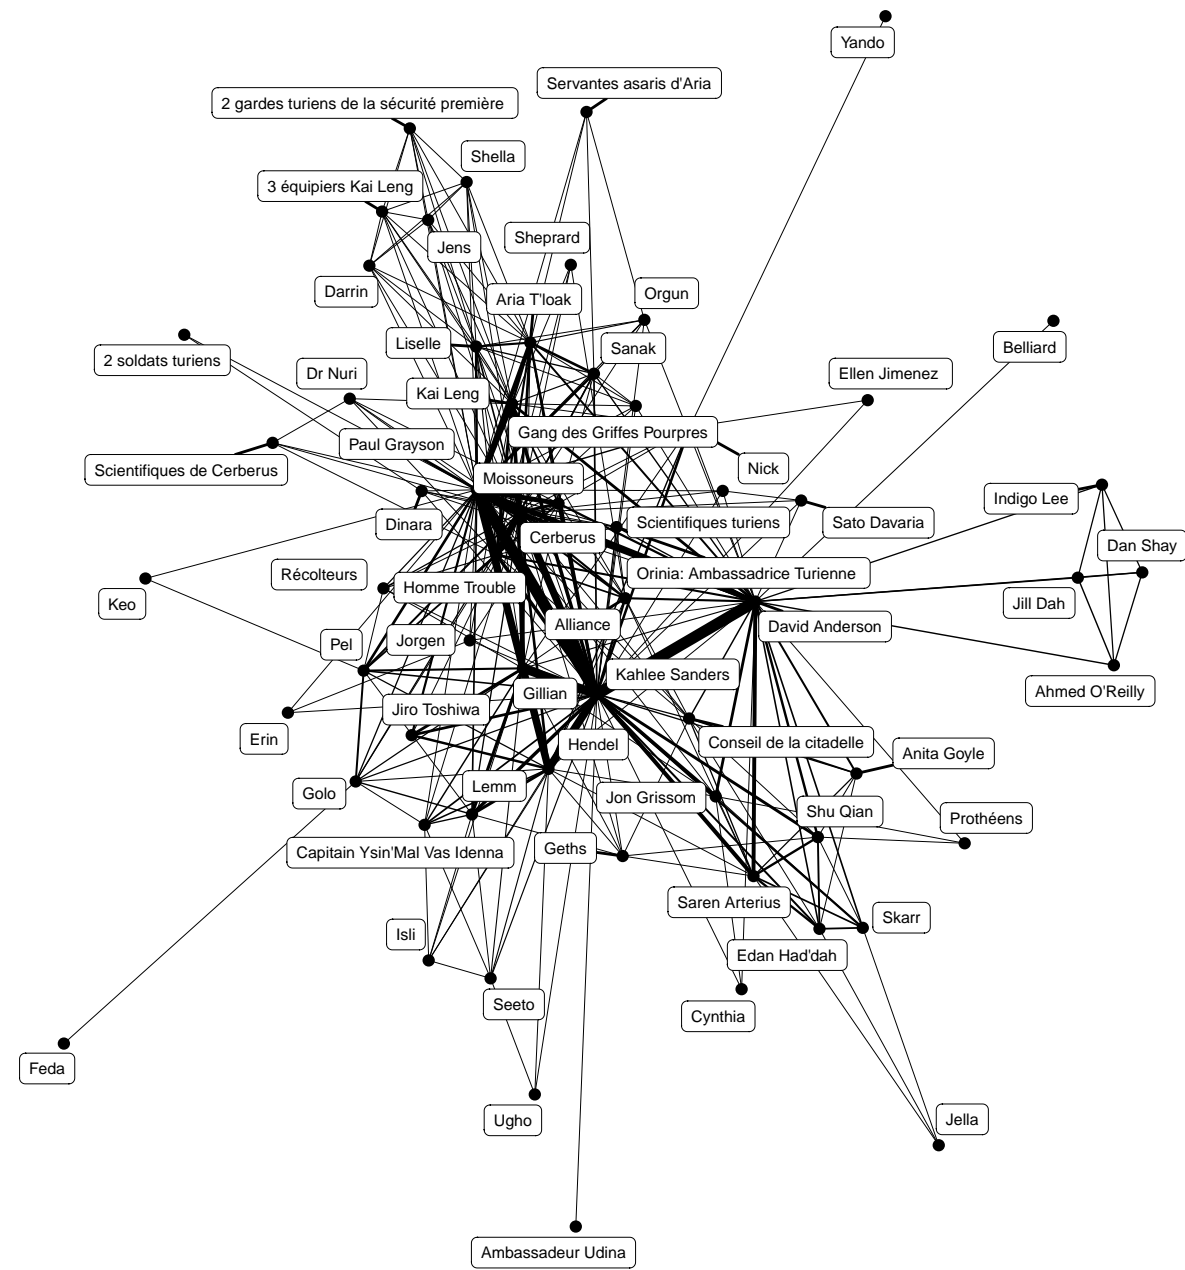 Yando
Servantes asaris d'Aria
2 gardes turiens de la sécurité première
Shella
3 équipiers Kai Leng
Sheprard
Jens
Darrin
Aria T'loak
Orgun
Liselle
Sanak
Belliard
2 soldats turiens
Dr Nuri
Ellen Jimenez
Kai Leng
Gang des Griffes Pourpres
Paul Grayson
Scientifiques de Cerberus
Nick
Moissoneurs
Indigo Lee
Dinara
Scientifiques turiens
Sato Davaria
Cerberus
Dan Shay
Récolteurs
Homme Trouble
Orinia: Ambassadrice Turienne
Keo
Jill Dah
Alliance
David Anderson
Pel
Jorgen
Kahlee Sanders
Ahmed O'Reilly
Gillian
Jiro Toshiwa
Erin
Hendel
Conseil de la citadelle
Anita Goyle
Golo
Lemm
Jon Grissom
Shu Qian
Prothéens
Capitain Ysin'Mal Vas Idenna
Geths
Saren Arterius
Skarr
Isli
Edan Had'dah
Seeto
Cynthia
Feda
Ugho
Jella
Ambassadeur Udina